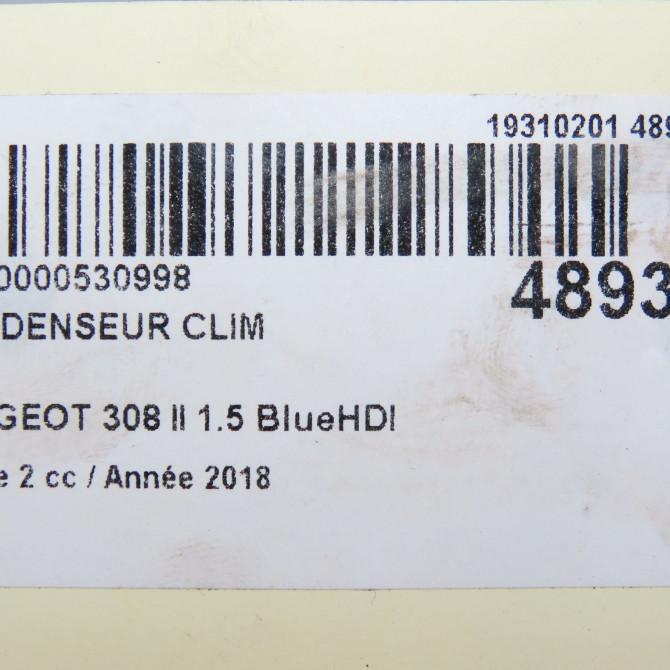 19310201 489
0000530998
4893
DENSEUR CLIM
GEOT 308 II 1.5 BlueHDI
e 2 cc / Année 2018